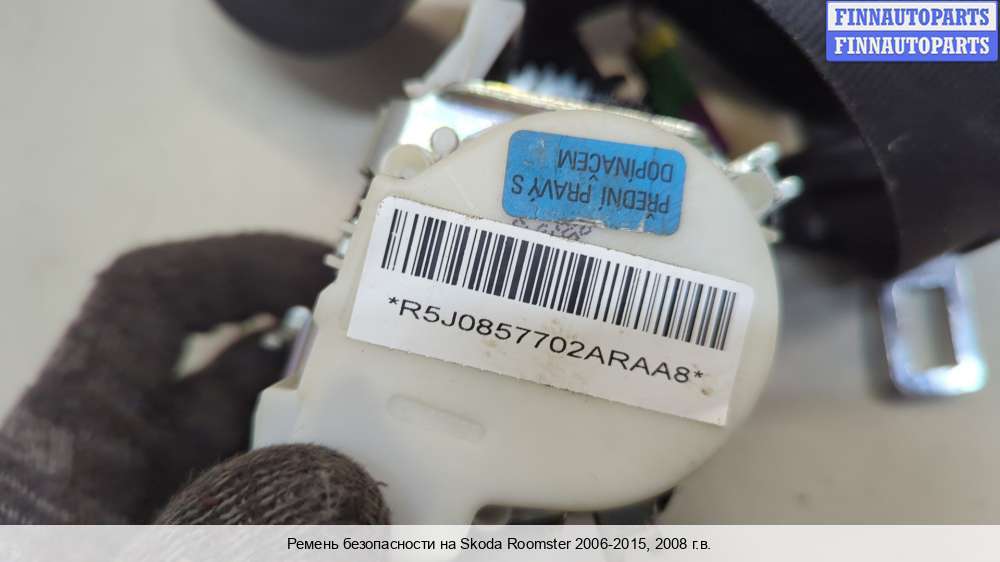 FINNAUTOPARTS
FINNAUTOPARTS
PŘEDNÍ PRAVÝ S
DOPÍNAČEM
*R5J0857702ARAA8*
Ремень безопасности на Skoda Roomster 2006-2015, 2008 г.в.